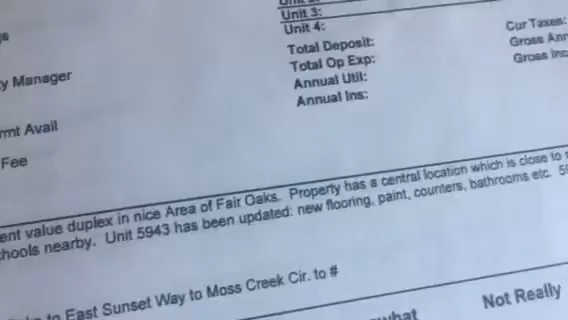 Unit 3:
Unit 4:
Cur Taxes:
Total Deposit:
Gross Ann
Total Op Exp:
Gross Inc
y Manager
Annual Util:
Annual Ins:
rmt Avail
Fee
ent value duplex in nice Area of Fair Oaks. Property has a central location which is close to
chools nearby. Unit 5943 has been updated: new flooring, paint, counters, bathrooms etc. 59
to East Sunset Way to Moss Creek Cir. to #
what Not Really